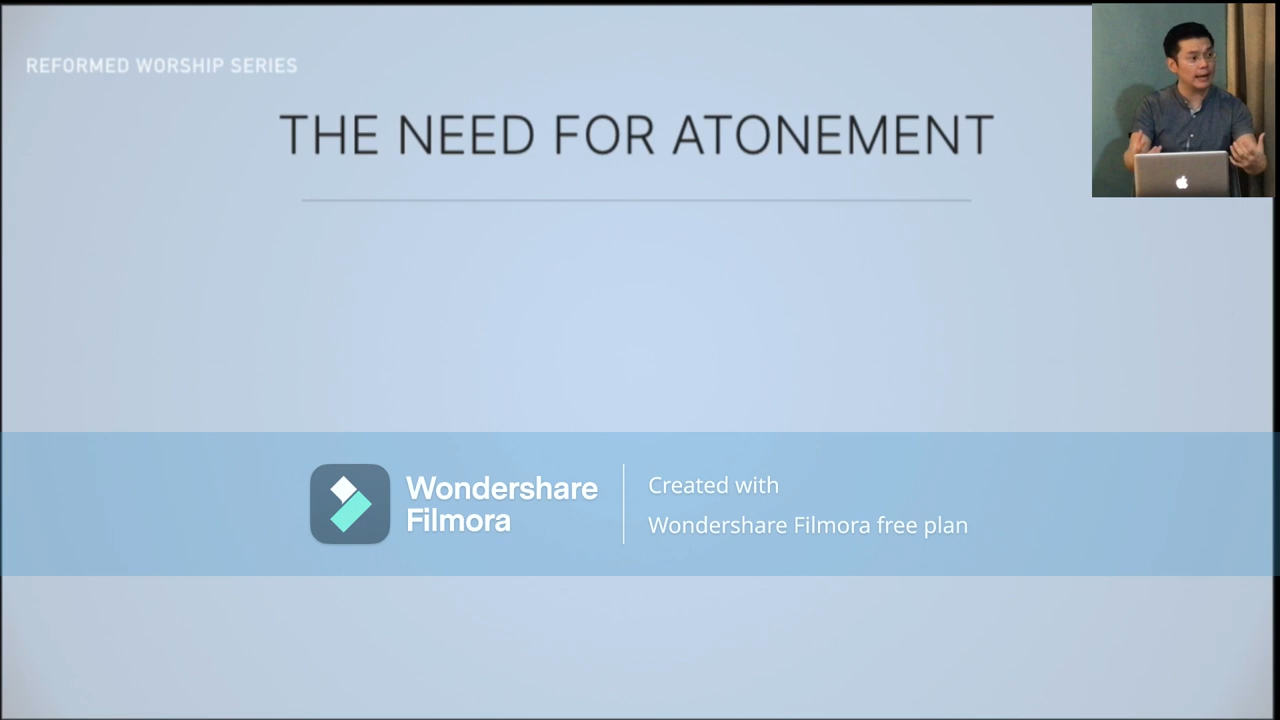 REFORMED WORSHIP SERIES
THE NEED FOR ATONEMENT
Wondershare
Filmora
Created with
Wondershare Filmora free plan